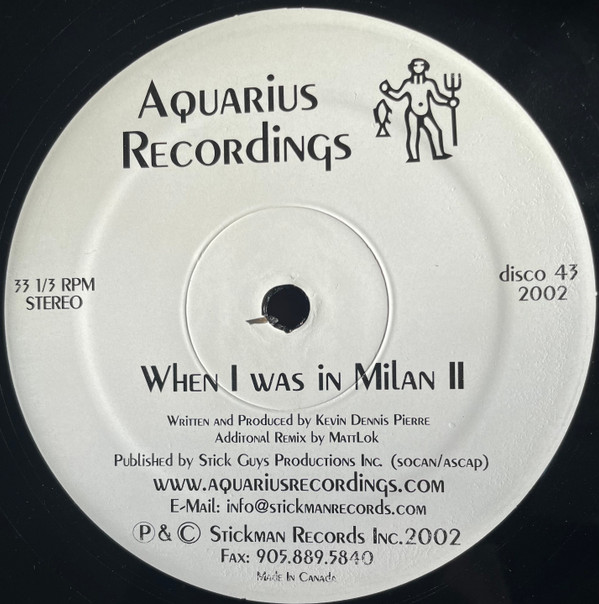 Aquarius
Recordings
33 1/3 RPM
STEREO
disco 43
2002
When I was in Milan II
Written and Produced by Kevin Dennis Pierre
Additonal Remix by MattLok
Published by Stick Guys Productions Inc. (socan/ascap)
www.aquariusrecordings.com
E-Mail: info@stickmanrecords.com
Ⓟ & © Stickman Records Inc.2002
Fax: 905.889.5840
Made In Canada